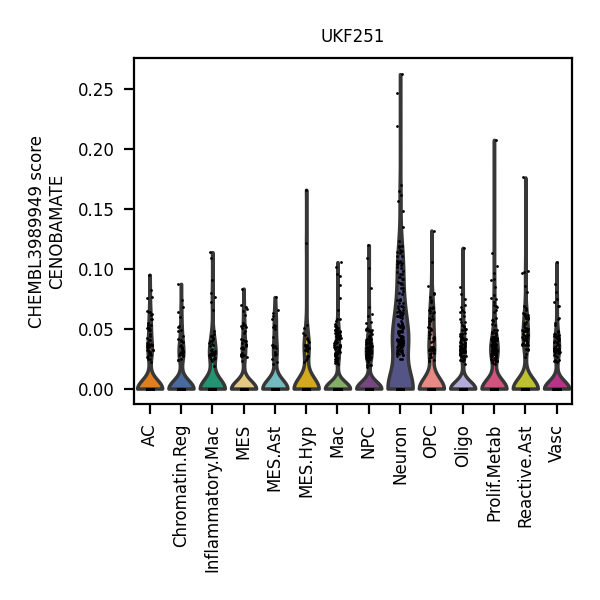 UKF251
CHEMBL3989949 score
CENOBAMATE
0.25
0.20
0.15
0.10
0.05
0.00
AC
Chromatin.Reg
Inflammatory.Mac
MES
MES.Ast
MES.Hyp
Mac
NPC
Neuron
OPC
Oligo
Prolif.Metab
Reactive.Ast
Vasc